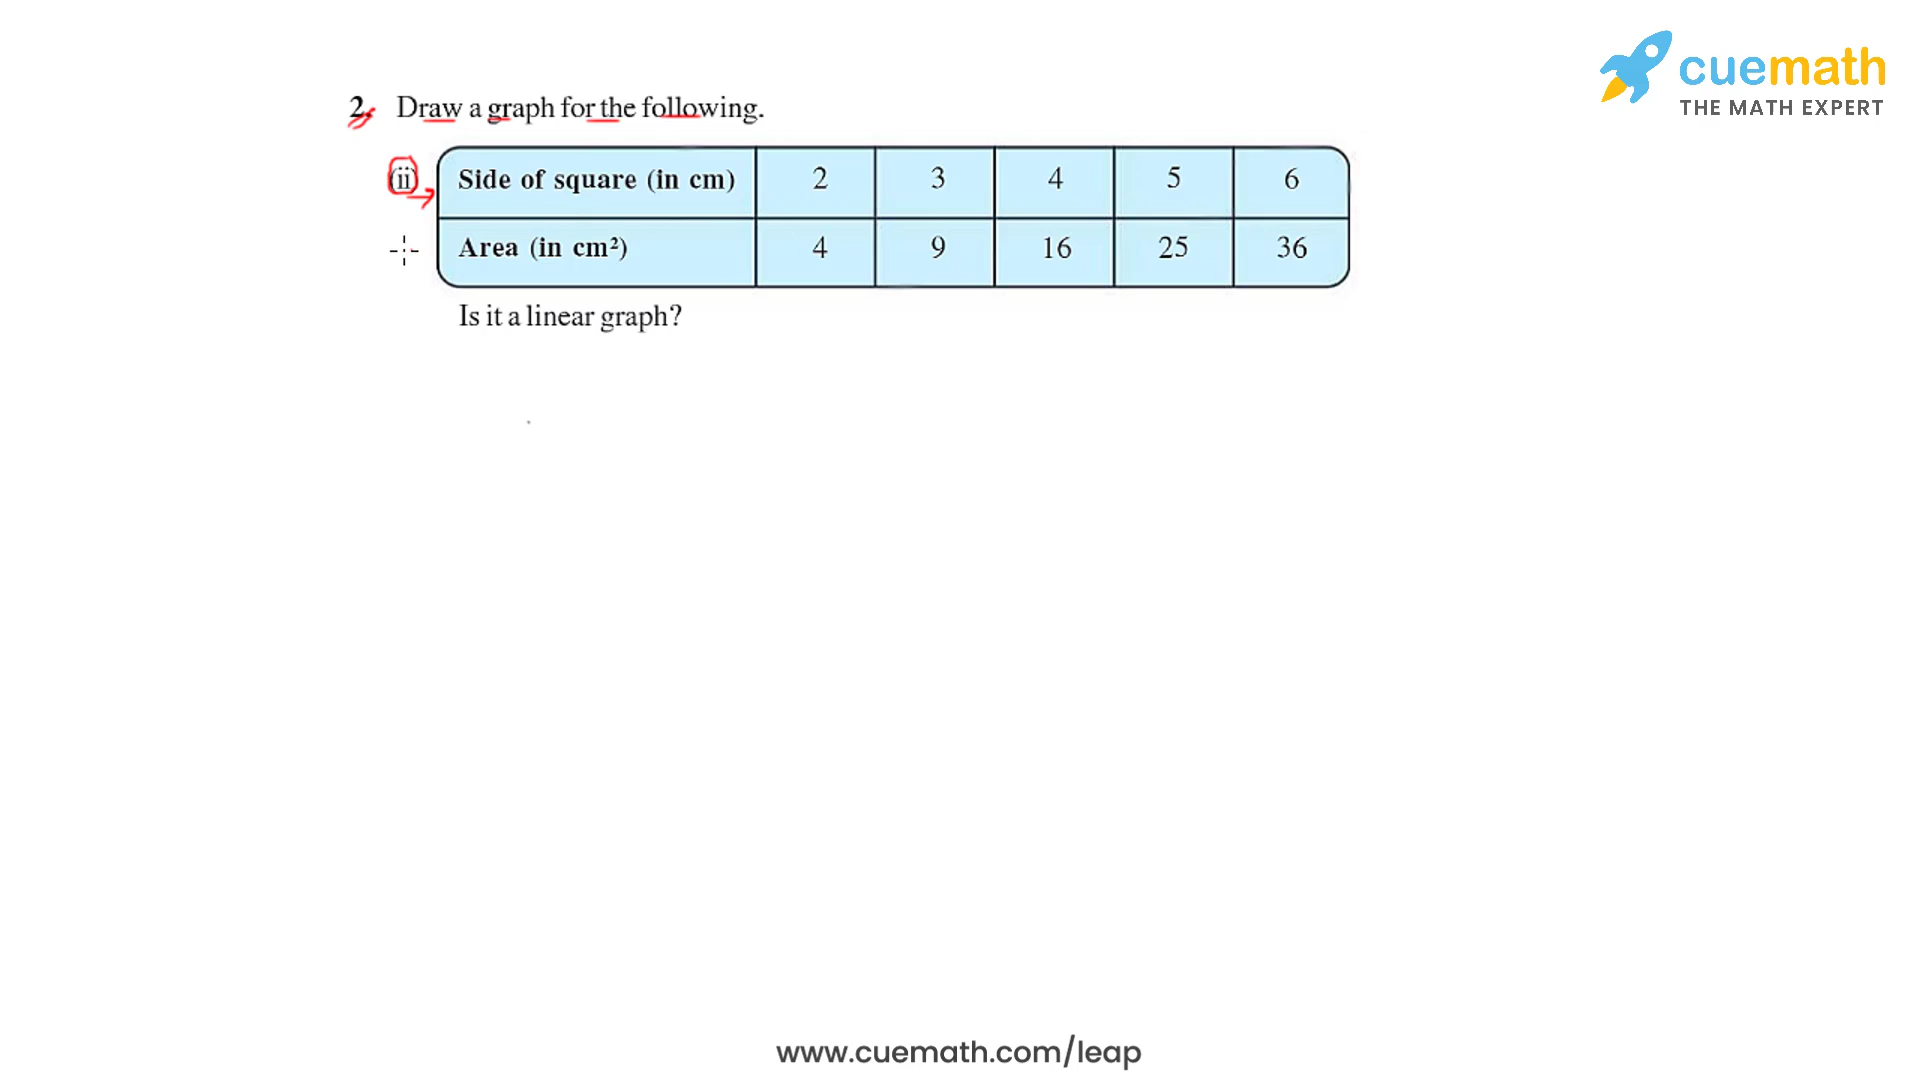 cuemath
THE MATH EXPERT
2. Draw a graph for the following.
(ii) Side of square (in cm) 2 3 4 5 6
Area (in cm²) 4 9 16 25 36
Is it a linear graph?
www.cuemath.com/leap